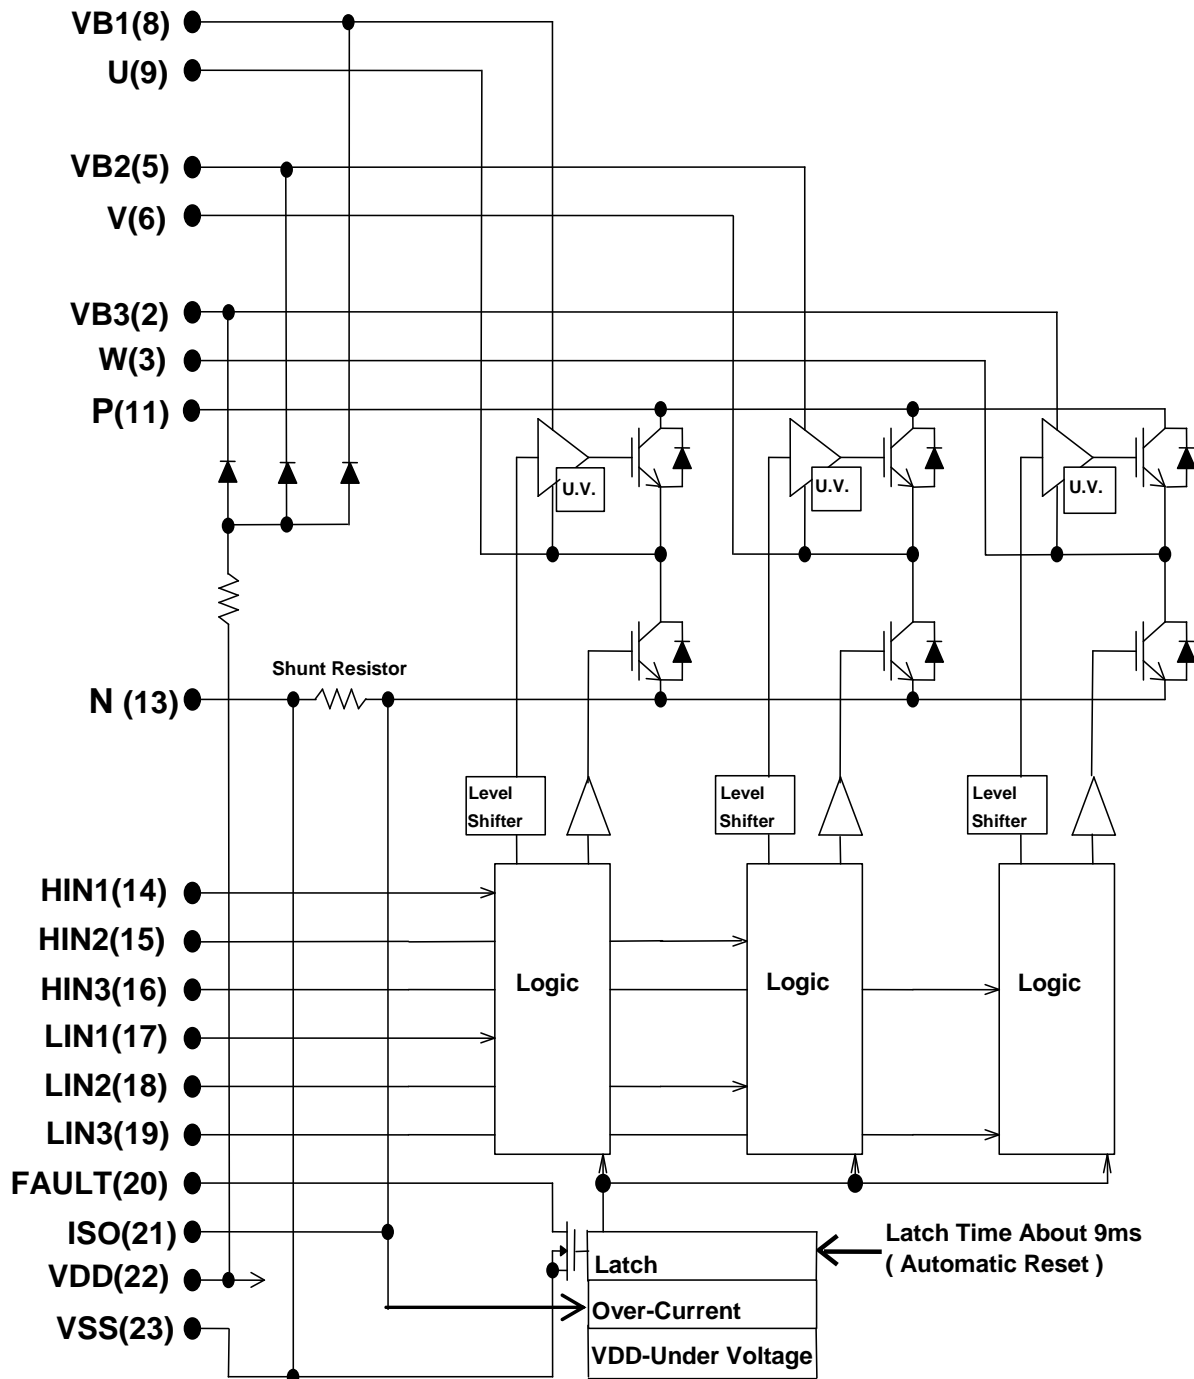 VB1(8)
U(9)
VB2(5)
V(6)
VB3(2)
W(3)
P(11)
U.V.
U.V.
U.V.
Shunt Resistor
N (13)
Level
Shifter
Level
Shifter
Level
Shifter
HIN1(14)
HIN2(15)
HIN3(16)
LIN1(17)
LIN2(18)
LIN3(19)
Logic
Logic
Logic
FAULT(20)
ISO(21)
VDD(22)
VSS(23)
Latch
Over-Current
VDD-Under Voltage
Latch Time About 9ms
( Automatic Reset )